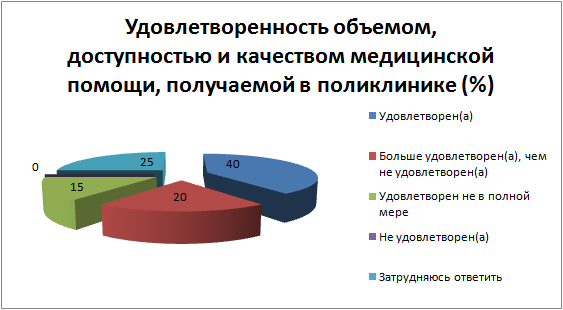 Удовлетворенность объемом,
доступностью и качеством медицинской
помощи, получаемой в поликлинике (%)
Удовлетворен(а)
Больше удовлетворен(а), чем
не удовлетворен(а)
Удовлетворен не в полной
мере
Не удовлетворен(а)
Затрудняюсь ответить
40
20
15
0
25